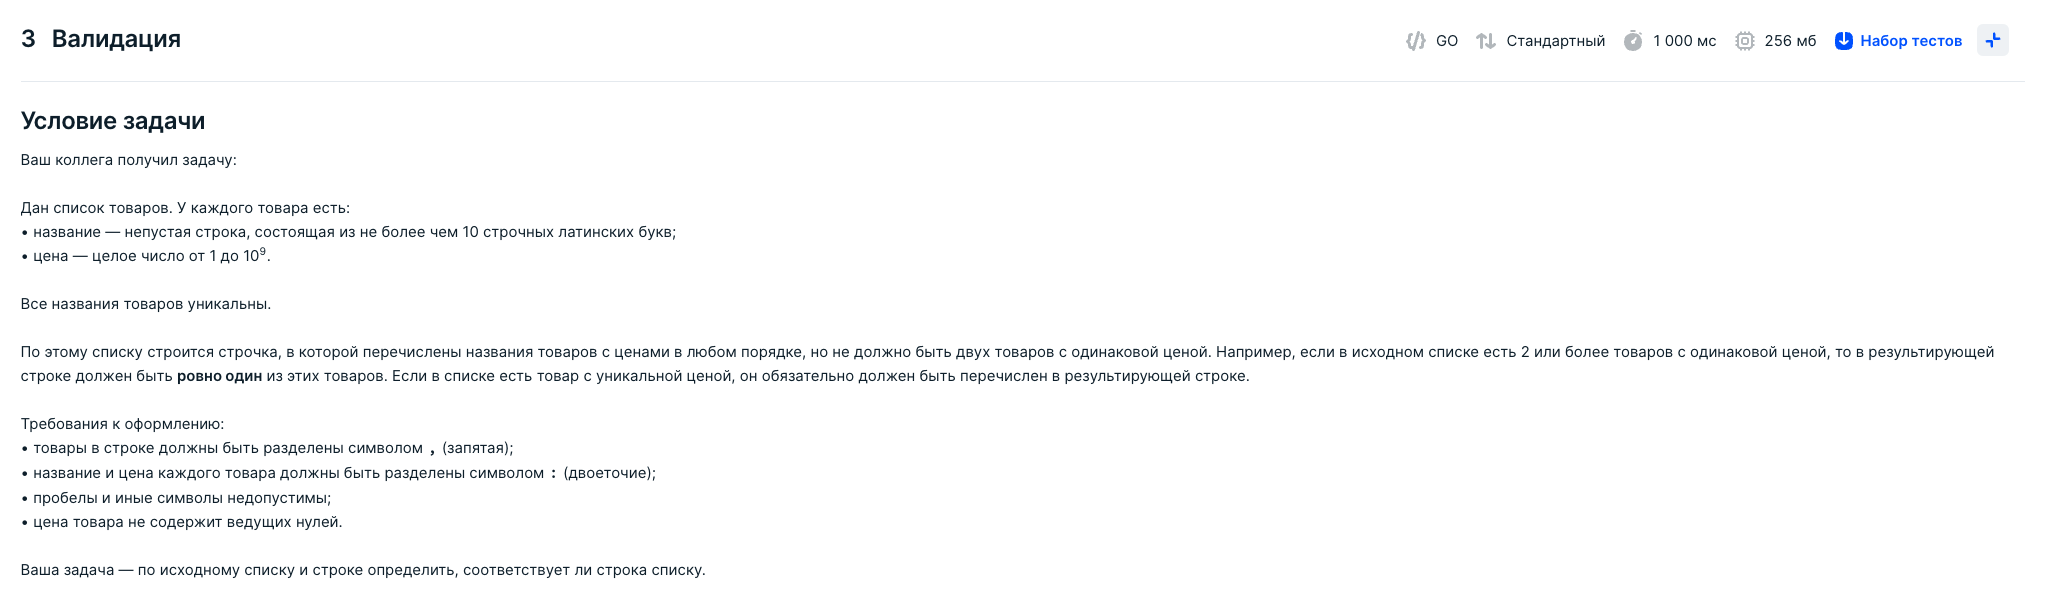 3 Валидация
GO Стандартный 1 000 мс 256 мб Набор тестов
Условие задачи
Ваш коллега получил задачу:
Дан список товаров. У каждого товара есть:
• название — непустая строка, состоящая из не более чем 10 строчных латинских букв;
• цена — целое число от 1 до 10⁹.
Все названия товаров уникальны.
По этому списку строится строчка, в которой перечислены названия товаров с ценами в любом порядке, но не должно быть двух товаров с одинаковой ценой. Например, если в исходном списке есть 2 или более товаров с одинаковой ценой, то в результирующей
строке должен быть ровно один из этих товаров. Если в списке есть товар с уникальной ценой, он обязательно должен быть перечислен в результирующей строке.
Требования к оформлению:
• товары в строке должны быть разделены символом , (запятая);
• название и цена каждого товара должны быть разделены символом : (двоеточие);
• пробелы и иные символы недопустимы;
• цена товара не содержит ведущих нулей.
Ваша задача — по исходному списку и строке определить, соответствует ли строка списку.